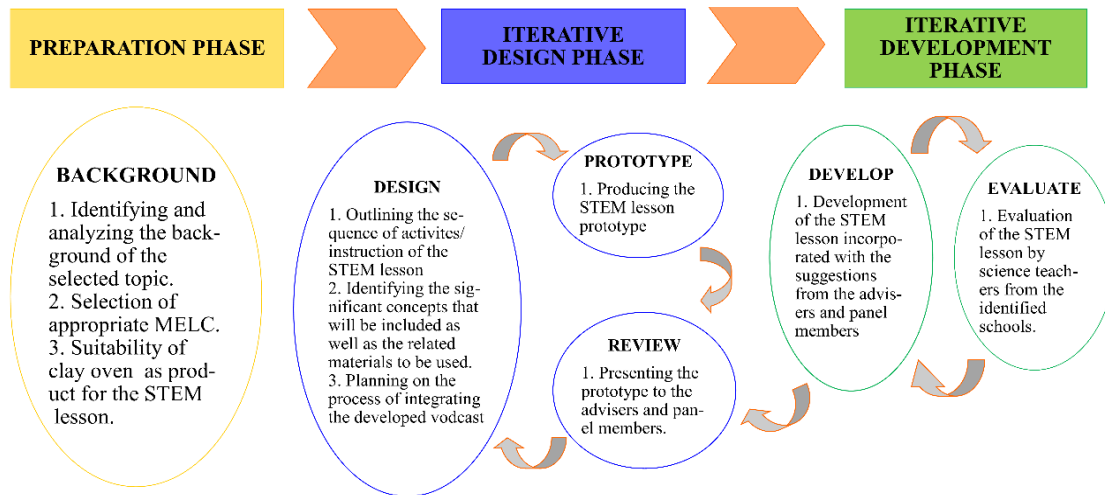 PREPARATION PHASE
ITERATIVE
DESIGN PHASE
ITERATIVE
DEVELOPMENT
PHASE
BACKGROUND
1. Identifying and
analyzing the back-
ground of the
selected topic.
2. Selection of
appropriate MELC.
3. Suitability of
clay oven as prod-
uct for the STEM
lesson.
DESIGN
1. Outlining the se-
quence of activites/
instruction of the
STEM lesson
2. Identifying the sig-
nificant concepts that
will be included as
well as the related
materials to be used.
3. Planning on the
process of integrating
the developed vodcast
PROTOTYPE
1. Producing the
STEM lesson
prototype
REVIEW
1. Presenting the
prototype to the
advisers and pan-
el members.
DEVELOP
1. Development
of the STEM
lesson incorpo-
rated with the
suggestions
from the advis-
ers and panel
members
EVALUATE
1. Evaluation
of the STEM
lesson by
science teach-
ers from the
identified
schools.